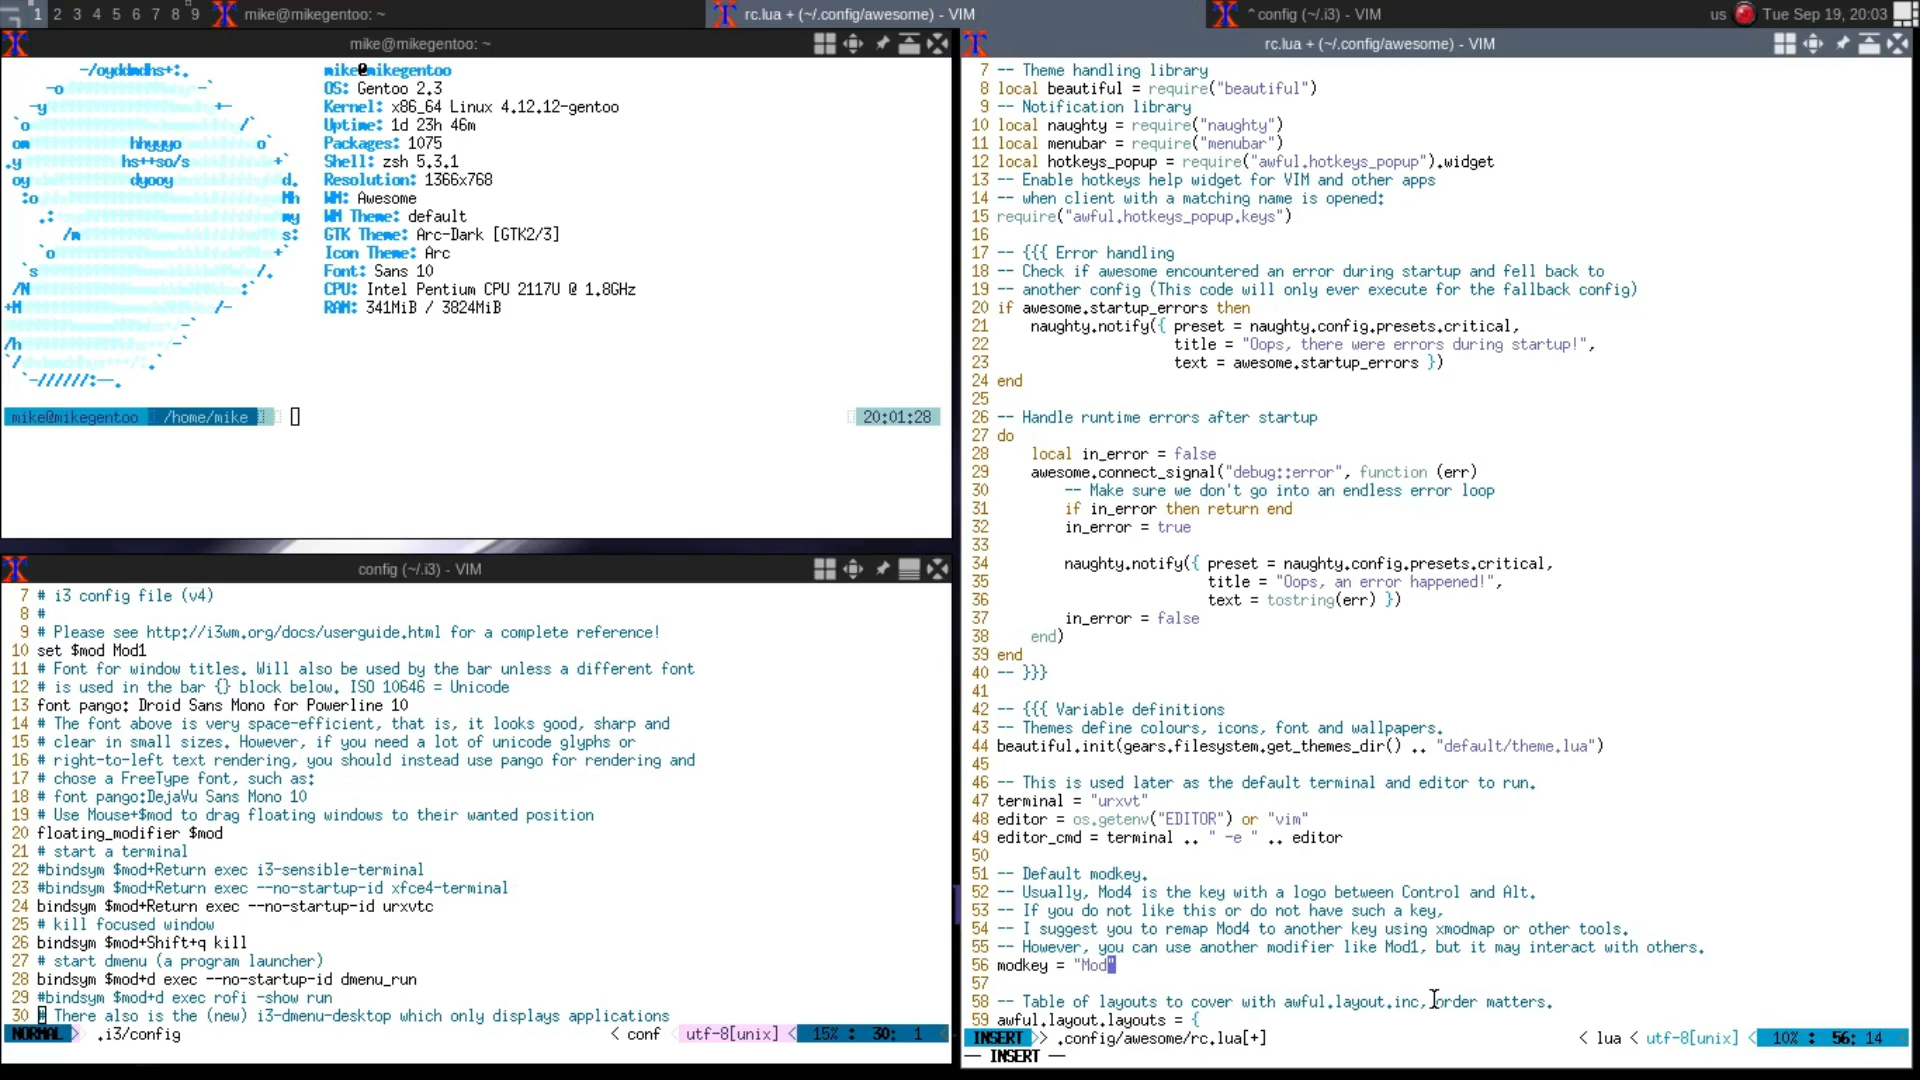 1 2 3 4 5 6 7 8 9 mike@mikegentoo: ~ rc.lua + (~/.config/awesome) - VIM ^config (~/.i3) - VIM us Tue Sep 19, 20:03
mike@mikegentoo: ~
mike@mikegentoo
OS: Gentoo 2.3
Kernel: x86_64 Linux 4.12.12-gentoo
Uptime: 1d 23h 46m
Packages: 1075
Shell: zsh 5.3.1
Resolution: 1366x768
WM: Awesome
WM Theme: default
GTK Theme: Arc-Dark [GTK2/3]
Icon Theme: Arc
Font: Sans 10
CPU: Intel Pentium CPU 2117U @ 1.8GHz
RAM: 341MiB / 3824MiB
mike@mikegentoo /home/mike 20:01:28
config (~/.i3) - VIM
7 # i3 config file (v4)
8 #
9 # Please see http://i3wm.org/docs/userguide.html for a complete reference!
10 set $mod Mod1
11 # Font for window titles. Will also be used by the bar unless a different font
12 # is used in the bar {} block below. ISO 10646 = Unicode
13 font pango: Droid Sans Mono for Powerline 10
14 # The font above is very space-efficient, that is, it looks good, sharp and
15 # clear in small sizes. However, if you need a lot of unicode glyphs or
16 # right-to-left text rendering, you should instead use pango for rendering and
17 # chose a FreeType font, such as:
18 # font pango:DejaVu Sans Mono 10
19 # Use Mouse+$mod to drag floating windows to their wanted position
20 floating_modifier $mod
21 # start a terminal
22 #bindsym $mod+Return exec i3-sensible-terminal
23 #bindsym $mod+Return exec --no-startup-id xfce4-terminal
24 bindsym $mod+Return exec --no-startup-id urxvtc
25 # kill focused window
26 bindsym $mod+Shift+q kill
27 # start dmenu (a program launcher)
28 bindsym $mod+d exec --no-startup-id dmenu_run
29 #bindsym $mod+d exec rofi -show run
30 # There also is the (new) i3-dmenu-desktop which only displays applications
NORMAL .i3/config < conf < utf-8[unix] < 15% : 30: 1
rc.lua + (~/.config/awesome) - VIM
7 -- Theme handling library
8 local beautiful = require("beautiful")
9 -- Notification library
10 local naughty = require("naughty")
11 local menubar = require("menubar")
12 local hotkeys_popup = require("awful.hotkeys_popup").widget
13 -- Enable hotkeys help widget for VIM and other apps
14 -- when client with a matching name is opened:
15 require("awful.hotkeys_popup.keys")
16
17 -- {{{ Error handling
18 -- Check if awesome encountered an error during startup and fell back to
19 -- another config (This code will only ever execute for the fallback config)
20 if awesome.startup_errors then
21 naughty.notify({ preset = naughty.config.presets.critical,
22 title = "Oops, there were errors during startup!",
23 text = awesome.startup_errors })
24 end
25
26 -- Handle runtime errors after startup
27 do
28 local in_error = false
29 awesome.connect_signal("debug::error", function (err)
30 -- Make sure we don't go into an endless error loop
31 if in_error then return end
32 in_error = true
33
34 naughty.notify({ preset = naughty.config.presets.critical,
35 title = "Oops, an error happened!",
36 text = tostring(err) })
37 in_error = false
38 end)
39 end
40 -- }}}
41
42 -- {{{ Variable definitions
43 -- Themes define colours, icons, font and wallpapers.
44 beautiful.init(gears.filesystem.get_themes_dir() .. "default/theme.lua")
45
46 -- This is used later as the default terminal and editor to run.
47 terminal = "urxvt"
48 editor = os.getenv("EDITOR") or "vim"
49 editor_cmd = terminal .. " -e " .. editor
50
51 -- Default modkey.
52 -- Usually, Mod4 is the key with a logo between Control and Alt.
53 -- If you do not like this or do not have such a key,
54 -- I suggest you to remap Mod4 to another key using xmodmap or other tools.
55 -- However, you can use another modifier like Mod1, but it may interact with others.
56 modkey = "Mod"
57
58 -- Table of layouts to cover with awful.layout.inc, order matters.
59 awful.layout.layouts = {
INSERT >> .config/awesome/rc.lua[+] < lua < utf-8[unix] < 10% : 56: 14
-- INSERT --